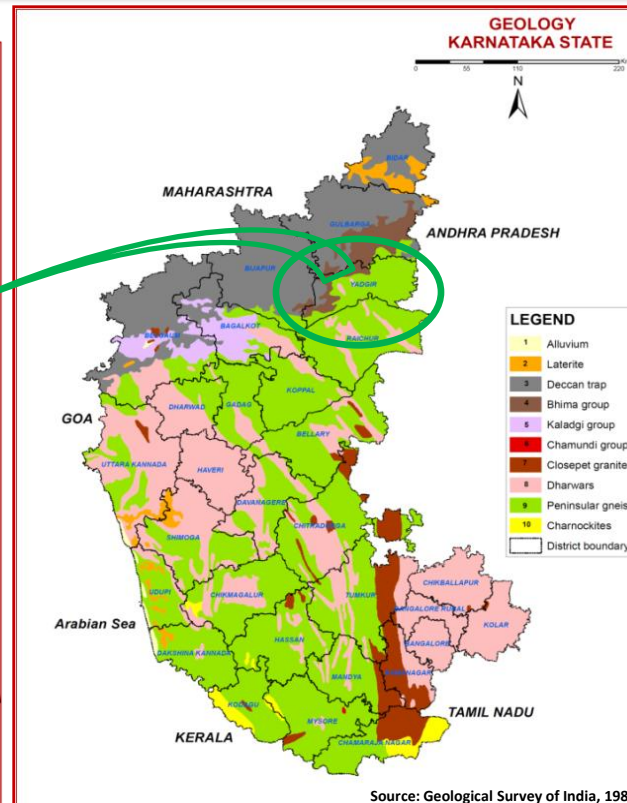 GEOLOGY
KARNATAKA STATE
0 55 110 220
N
BIDAR
MAHARASHTRA
GULBARGA
ANDHRA PRADESH
BIJAPUR
YADGIR
BAGALKOT
BELGAUM
RAICHUR
KOPPAL
GOA
DHARWAD
GADAG
BELLARY
UTTARA KANNADA
HAVERI
DAVANAGERE
CHITRADURGA
SHIMOGA
CHIKBALLAPUR
UDUPI
CHIKMAGALUR
TUMKUR
BANGALORE RURAL
KOLAR
Arabian Sea
HASSAN
BANGALORE
DAKSHINA KANNADA
MANDYA
KODAGU
MYSORE
TAMIL NADU
KERALA
CHAMARAJA NAGAR
LEGEND
1 Alluvium
2 Laterite
3 Deccan trap
4 Bhima group
5 Kaladgi group
6 Chamundi group
7 Closepet granite
8 Dharwars
9 Peninsular gneis
10 Charnockites
District boundary
Source: Geological Survey of India, 198